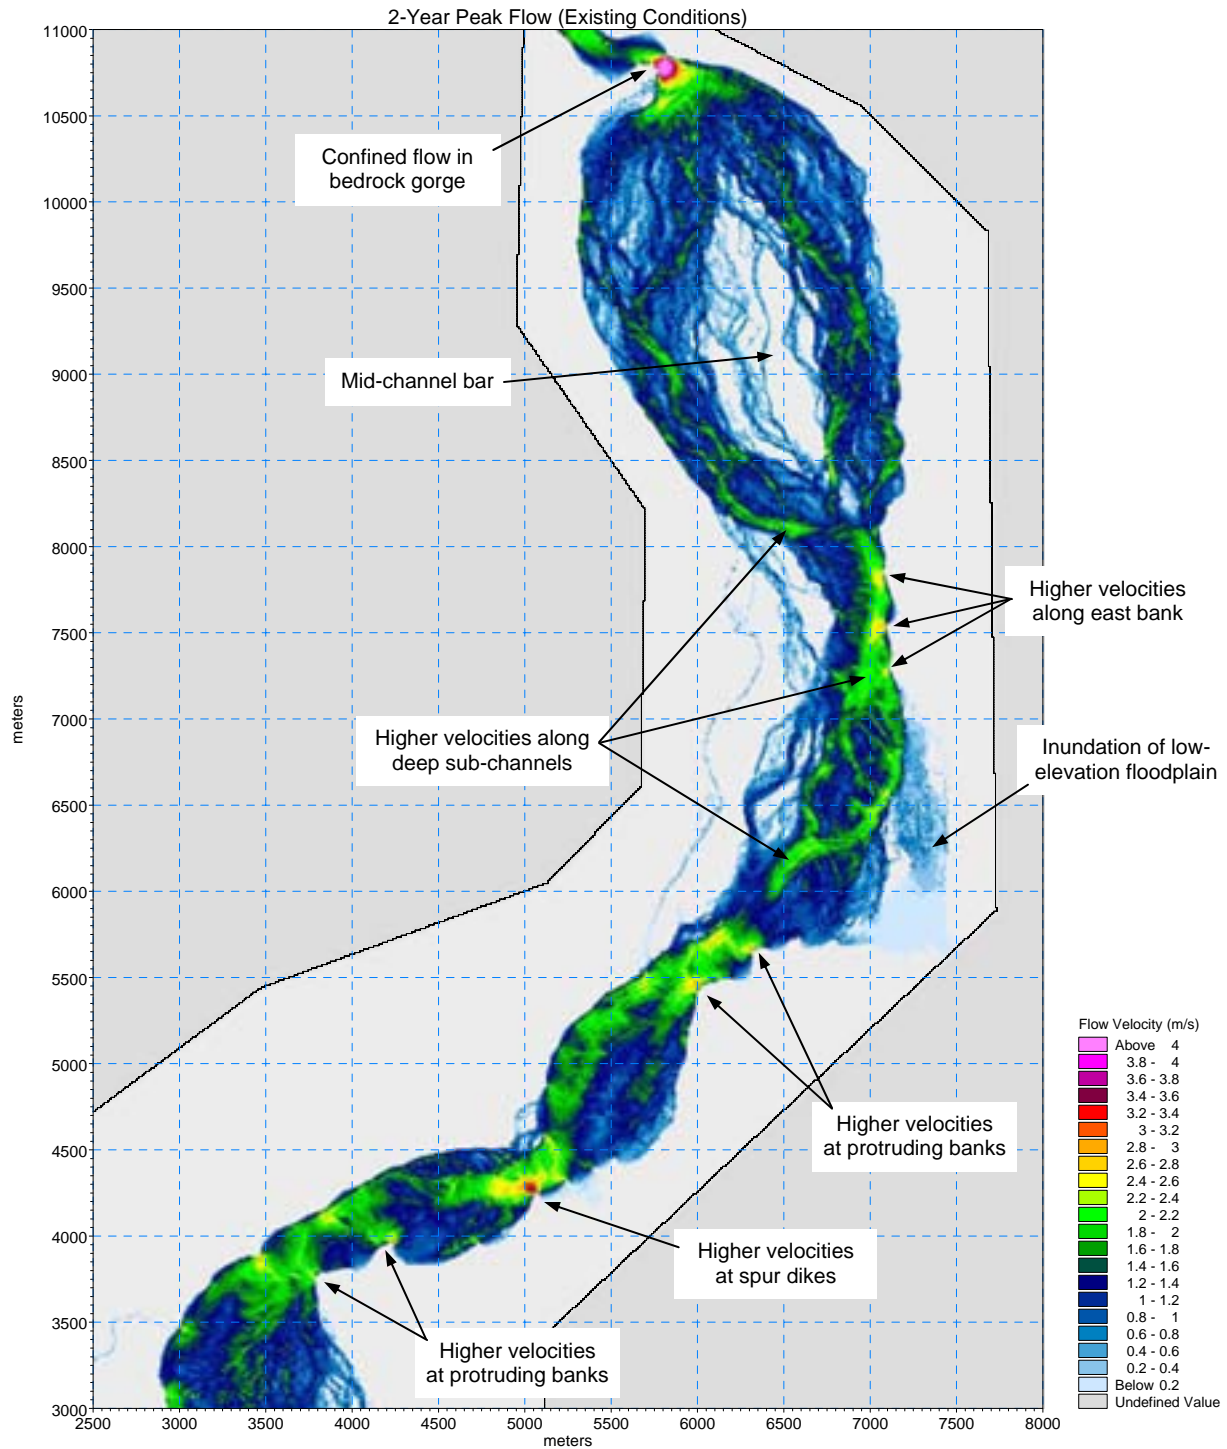 2-Year Peak Flow (Existing Conditions)
11000
10500
10000
9500
9000
8500
8000
7500
7000
6500
6000
5500
5000
4500
4000
3500
3000
meters
Confined flow in
bedrock gorge
Mid-channel bar
Higher velocities
along east bank
Higher velocities along
deep sub-channels
Inundation of low-
elevation floodplain
Higher velocities
at protruding banks
Higher velocities
at spur dikes
Higher velocities
at protruding banks
Flow Velocity (m/s)
Above 4
3.8 - 4
3.6 - 3.8
3.4 - 3.6
3.2 - 3.4
3 - 3.2
2.8 - 3
2.6 - 2.8
2.4 - 2.6
2.2 - 2.4
2 - 2.2
1.8 - 2
1.6 - 1.8
1.4 - 1.6
1.2 - 1.4
1 - 1.2
0.8 - 1
0.6 - 0.8
0.4 - 0.6
0.2 - 0.4
Below 0.2
Undefined Value
2500 3000 3500 4000 4500 5000 5500 6000 6500 7000 7500 8000
meters